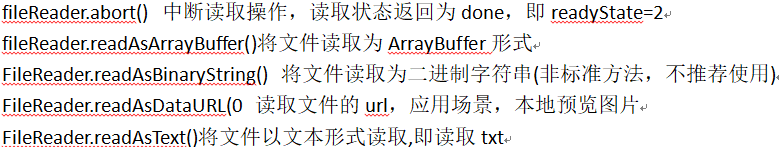 fileReader.abort() 中断读取操作，读取状态返回为 done，即 readyState=2
fileReader.readAsArrayBuffer()将文件读取为 ArrayBuffer 形式
FileReader.readAsBinaryString() 将文件读取为二进制字符串(非标准方法，不推荐使用)
FileReader.readAsDataURL(0 读取文件的 url，应用场景，本地预览图片
FileReader.readAsText()将文件以文本形式读取,即读取 txt